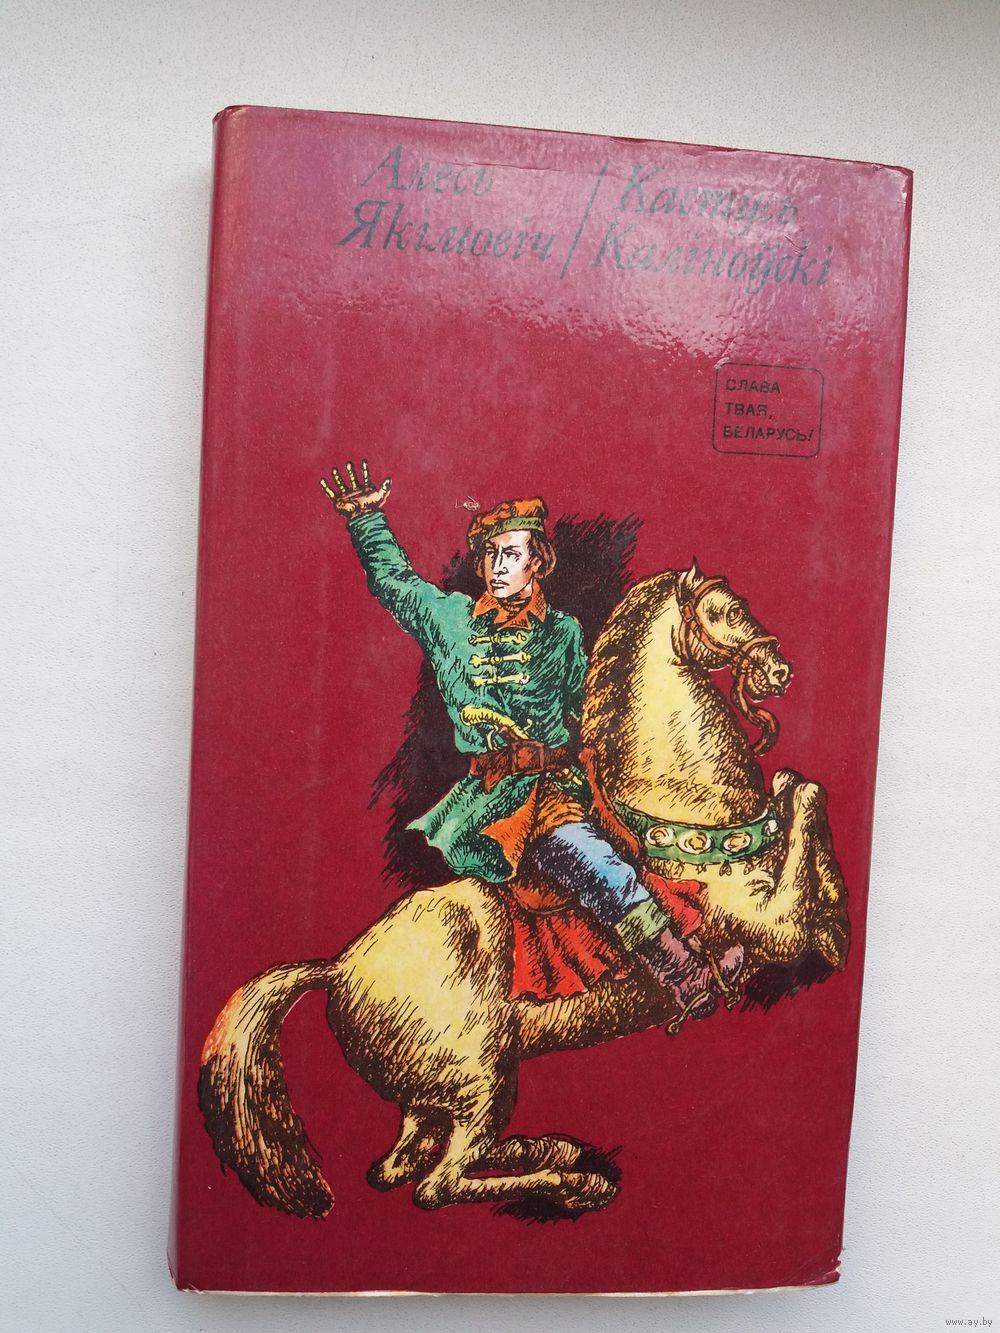 Алесь
Якімовіч
/
Кастусь
Каліноўскі
СЛАВА
ТВАЯ,
БЕЛАРУСЬ!
www.ay.by